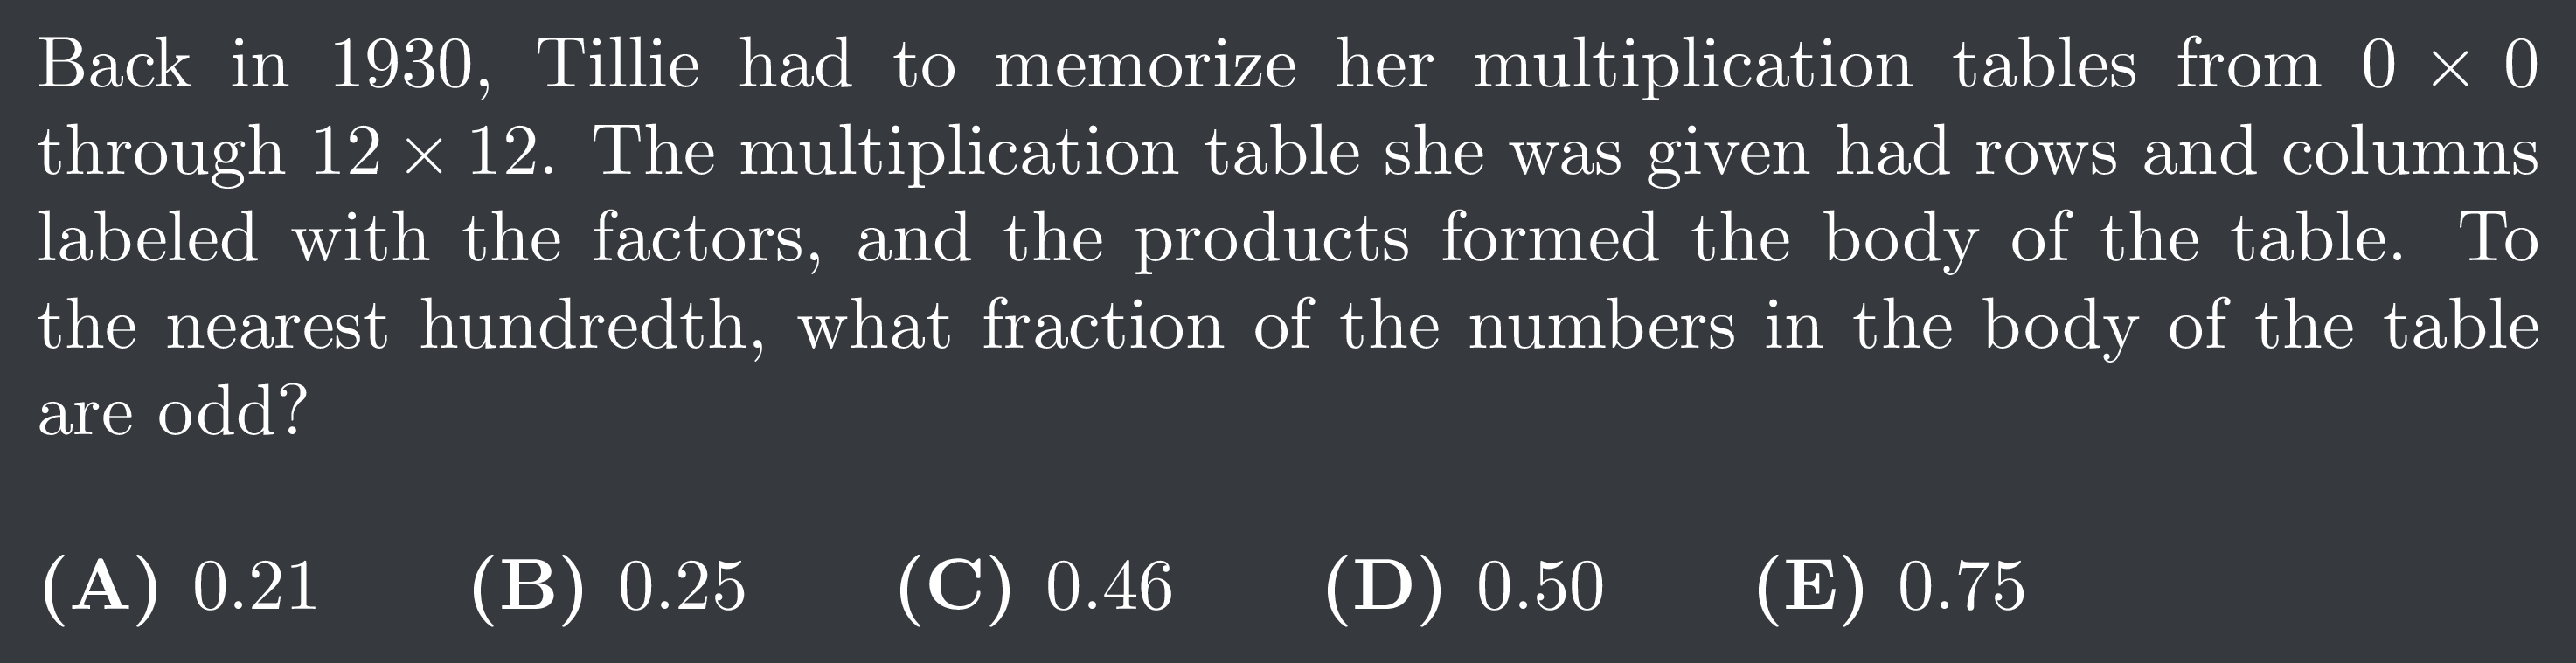 Back in 1930, Tillie had to memorize her multiplication tables from 0 × 0
through 12 × 12. The multiplication table she was given had rows and columns
labeled with the factors, and the products formed the body of the table. To
the nearest hundredth, what fraction of the numbers in the body of the table
are odd?
(A) 0.21 (B) 0.25 (C) 0.46 (D) 0.50 (E) 0.75